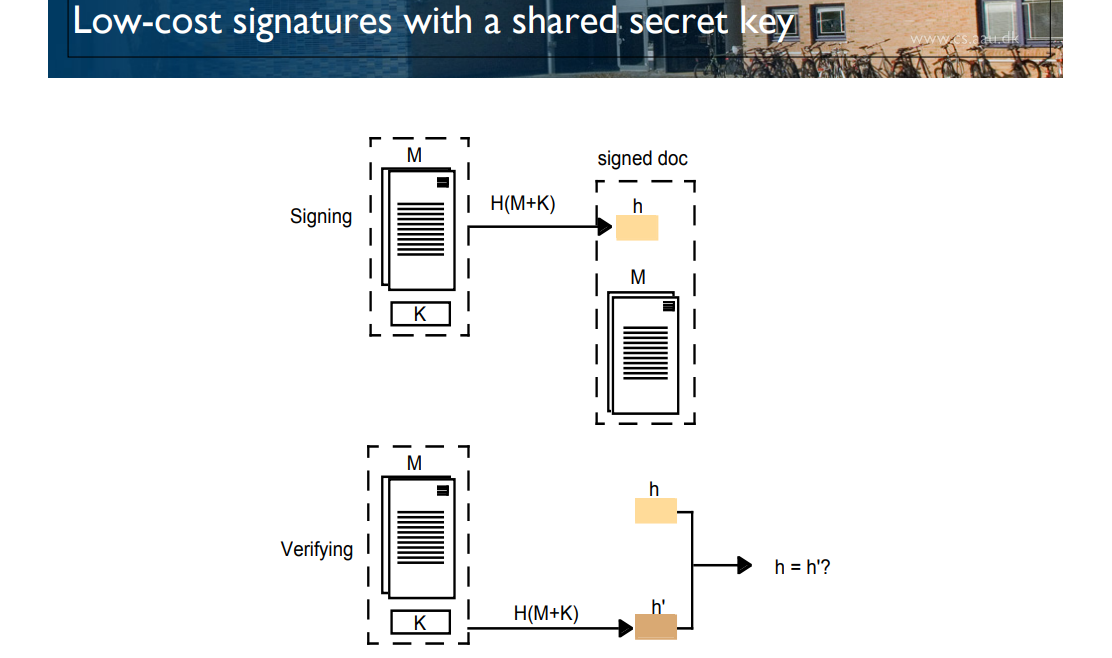 Low-cost signatures with a shared secret key
www.cs.aau.dk
M
signed doc
Signing
H(M+K)
h
M
K
M
h
Verifying
h = h'?
K
H(M+K)
h'